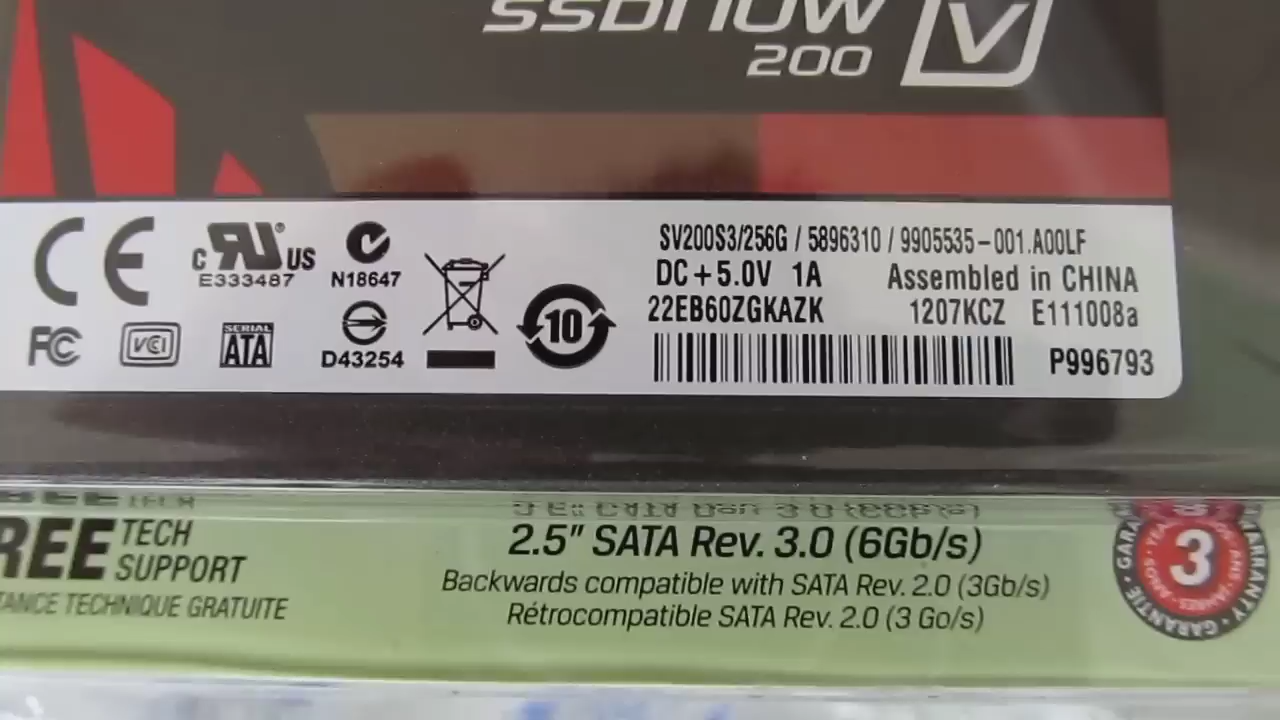 SSDNOW V
200
CE
c RU US
E333487
N18647
FC
VCI
SERIAL
ATA
D43254
10
SV200S3/256G / 5896310 / 9905535-001.A00LF
DC+5.0V 1A Assembled in CHINA
22EB60ZGKAZK 1207KCZ E111008a
P996793
REE TECH
SUPPORT
TANCE TECHNIQUE GRATUITE
2.5" SATA Rev. 3.0 (6Gb/s)
Backwards compatible with SATA Rev. 2.0 (3Gb/s)
Rétrocompatible SATA Rev. 2.0 (3 Go/s)
3
GARANTIE